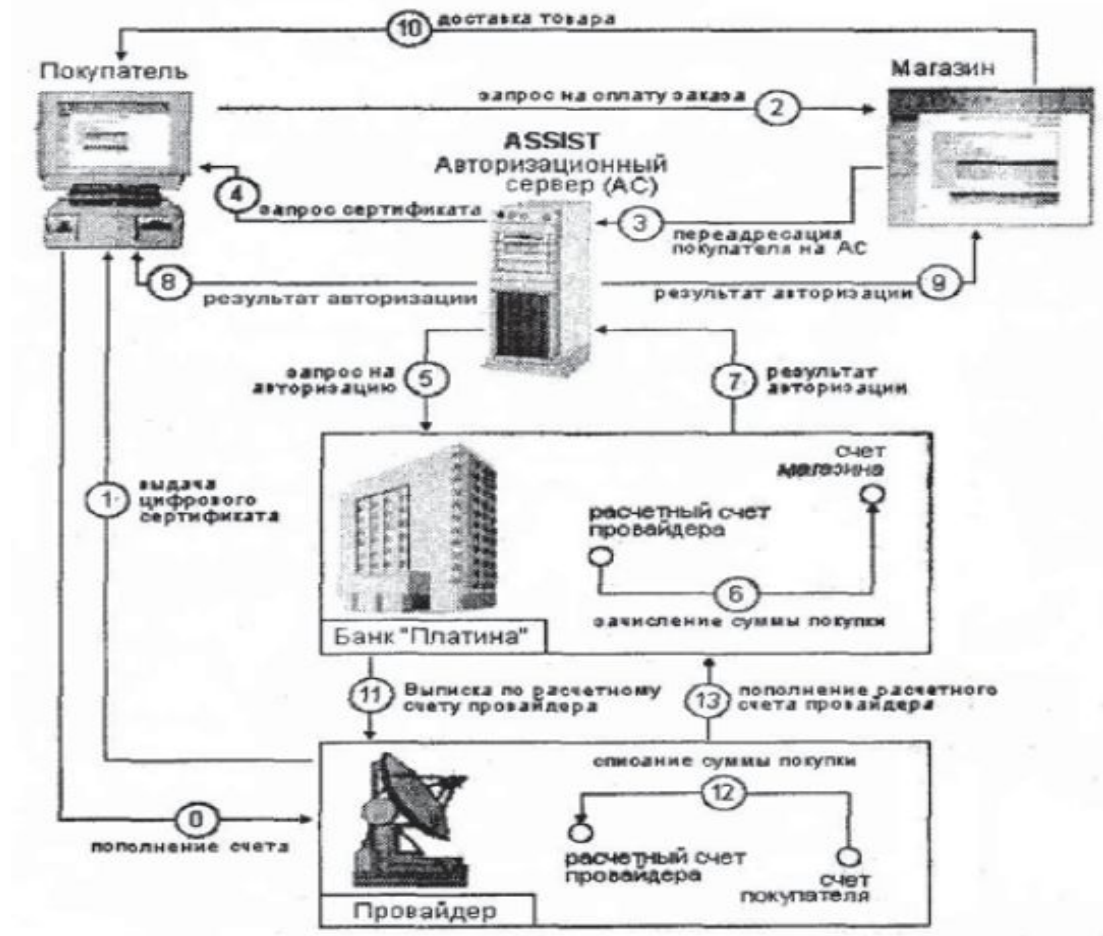 10 доставка товара
Покупатель
Магазин
запрос на оплату заказа 2
ASSIST
Авторизационный
сервер (АС)
4
запрос сертификата
3 переадресация
покупателя на АС
8
результат авторизации
результат авторизации 9
запрос на
авторизацию 5
7 результат
авторизации
счет
магазина
1 выдача
цифрового
сертификата
расчетный счет
провайдера
6
зачисление суммы покупки
Банк "Платина"
11 Выписка по расчетному
счету провайдера
13 пополнение расчетного
счета провайдера
списание суммы покупки
12
0
пополнение счета
расчетный счет
провайдера
счет
покупателя
Провайдер